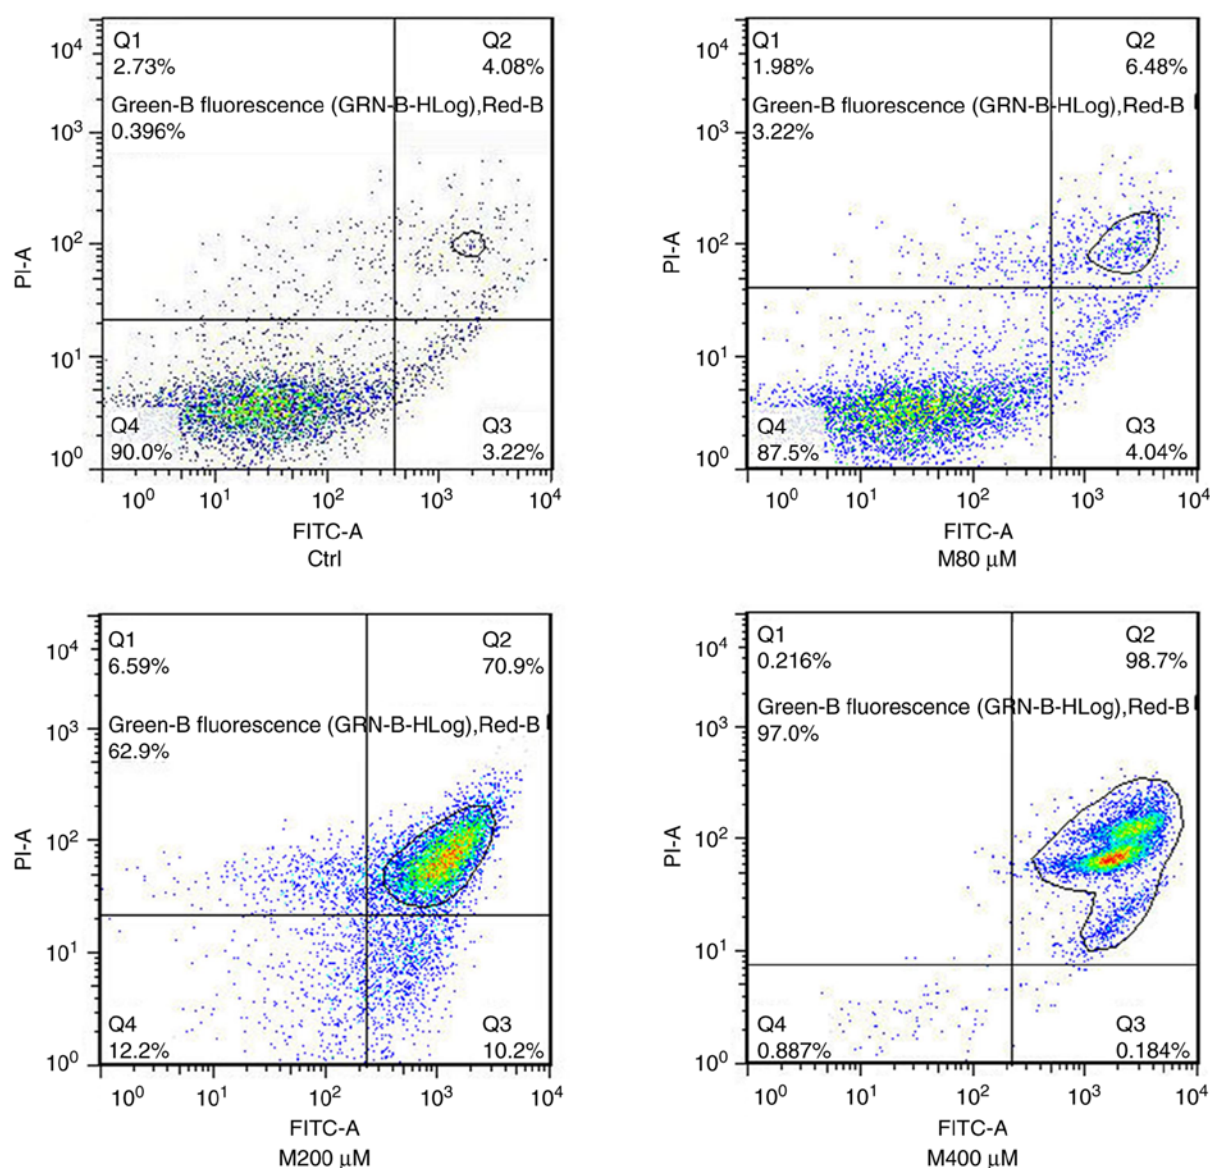 Q1 Q2
2.73% 4.08%
Green-B fluorescence (GRN-B-HLog),Red-B
0.396%
10^4
10^3
10^2
10^1
10^0
PI-A
Q4 Q3
90.0% 3.22%
10^0 10^1 10^2 10^3 10^4
FITC-A
Ctrl
Q1 Q2
1.98% 6.48%
Green-B fluorescence (GRN-B-HLog),Red-B
3.22%
10^4
10^3
10^2
10^1
10^0
PI-A
Q4 Q3
87.5% 4.04%
10^0 10^1 10^2 10^3 10^4
FITC-A
M80 μM
Q1 Q2
6.59% 70.9%
Green-B fluorescence (GRN-B-HLog),Red-B
62.9%
10^4
10^3
10^2
10^1
10^0
PI-A
Q4 Q3
12.2% 10.2%
10^0 10^1 10^2 10^3 10^4
FITC-A
M200 μM
Q1 Q2
0.216% 98.7%
Green-B fluorescence (GRN-B-HLog),Red-B
97.0%
10^4
10^3
10^2
10^1
10^0
PI-A
Q4 Q3
0.887% 0.184%
10^0 10^1 10^2 10^3 10^4
FITC-A
M400 μM